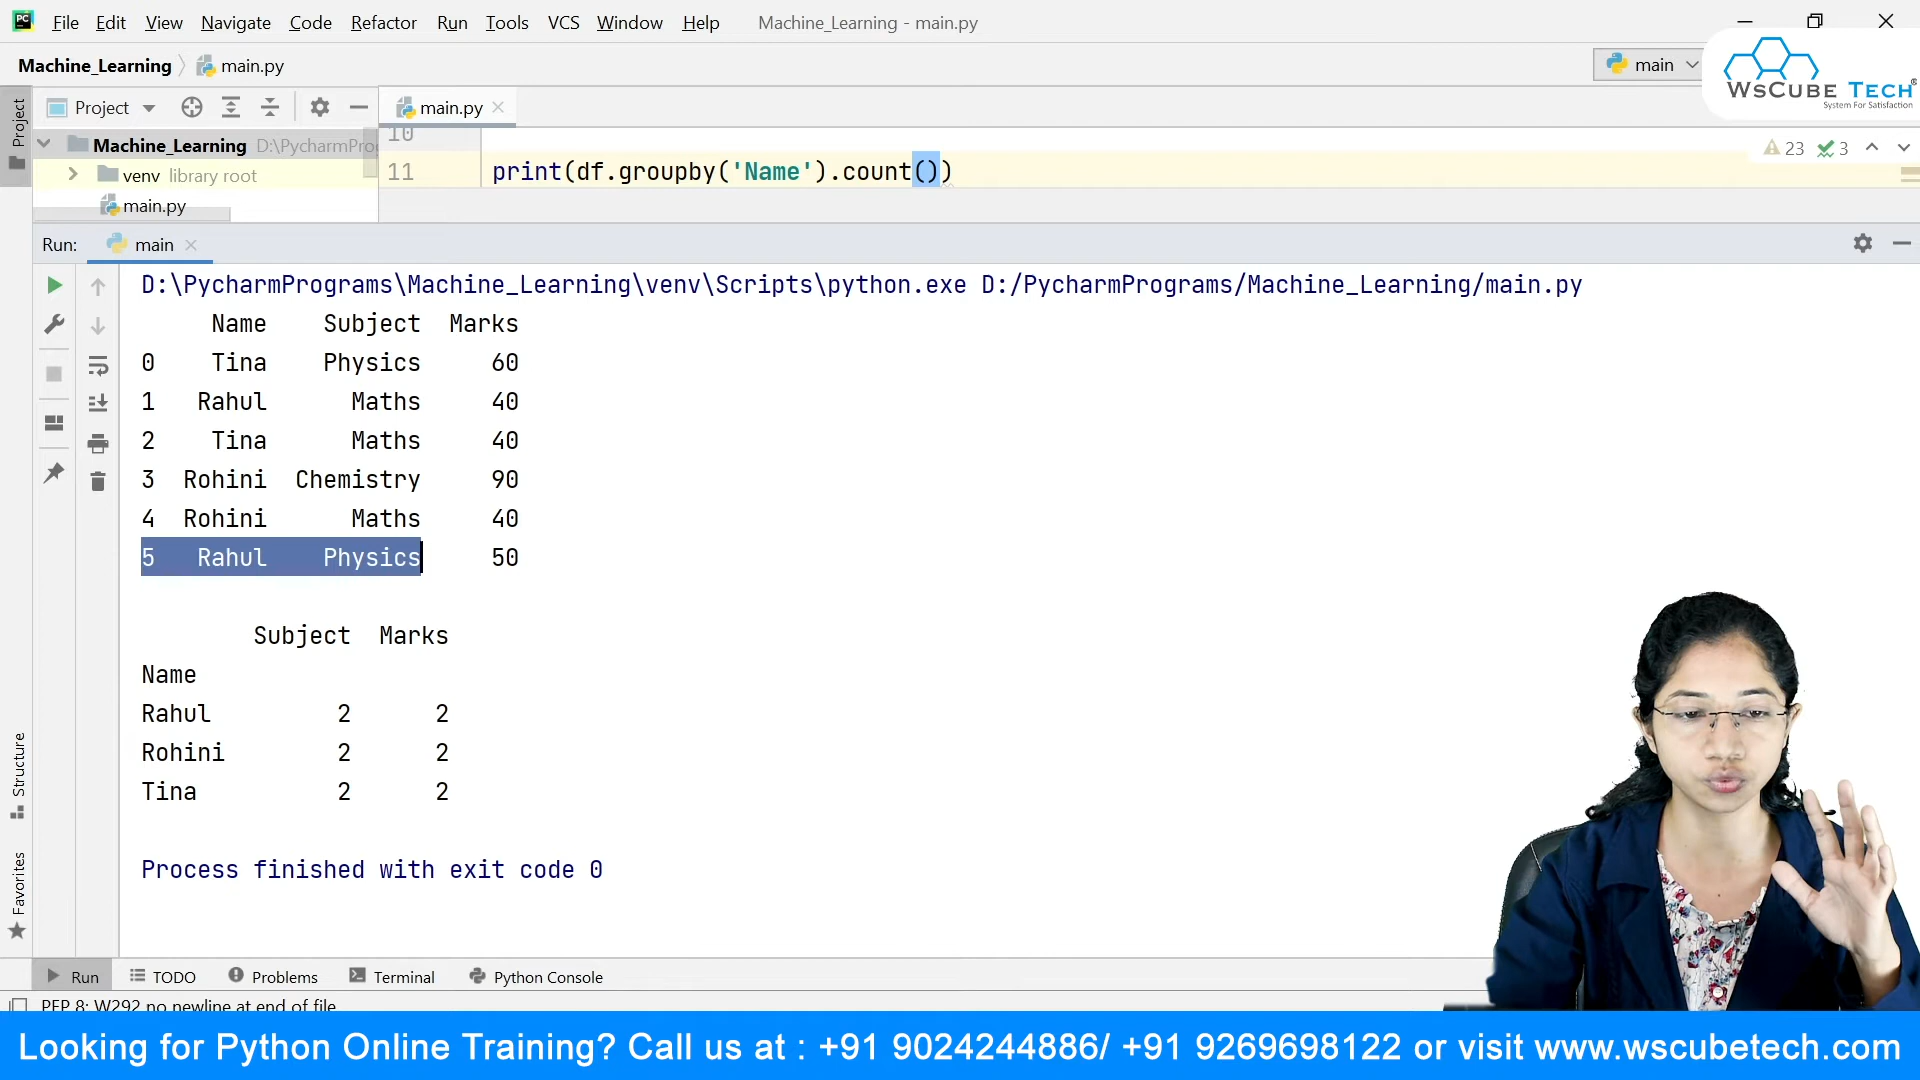 File Edit View Navigate Code Refactor Run Tools VCS Window Help Machine_Learning - main.py
Machine_Learning main.py main
WsCube Tech
System For Satisfaction
Project
Project main.py
Machine_Learning D:\PycharmPro
venv library root
main.py
10
11 print(df.groupby('Name').count())
23 3
Run: main
D:\PycharmPrograms\Machine_Learning\venv\Scripts\python.exe D:/PycharmPrograms/Machine_Learning/main.py
Name Subject Marks
0 Tina Physics 60
1 Rahul Maths 40
2 Tina Maths 40
3 Rohini Chemistry 90
4 Rohini Maths 40
5 Rahul Physics 50
Subject Marks
Name
Rahul 2 2
Rohini 2 2
Tina 2 2
Process finished with exit code 0
Structure
Favorites
Run TODO Problems Terminal Python Console
PEP 8: W292 no newline at end of file
Looking for Python Online Training? Call us at : +91 9024244886/ +91 9269698122 or visit www.wscubetech.com